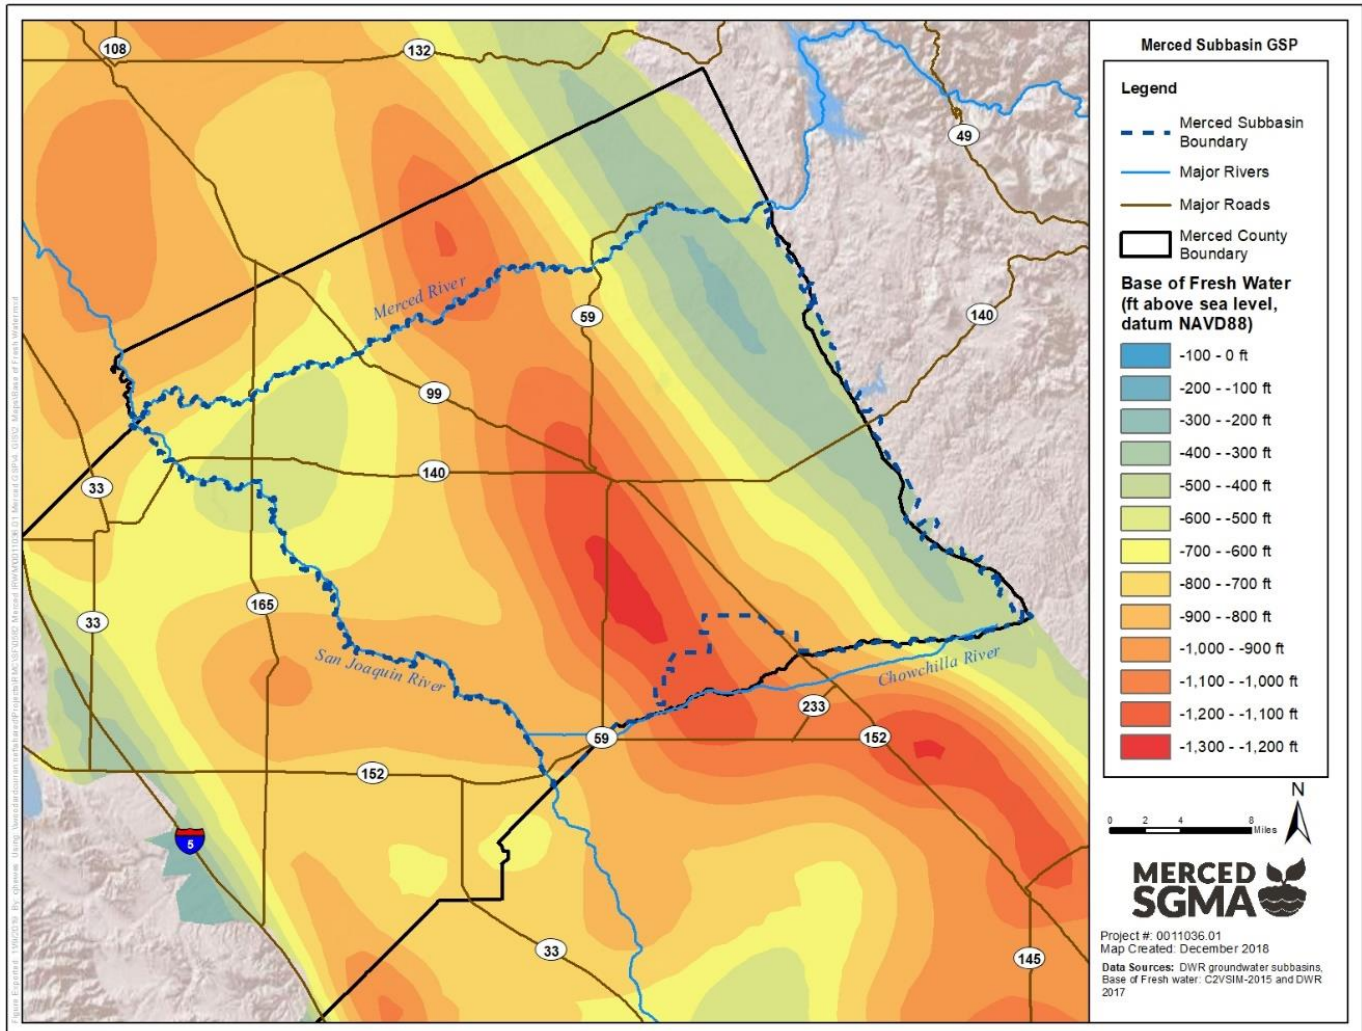 108
132
49
Merced River
59
140
99
140
33
165
33
San Joaquin River
Chowchilla River
233
59
152
152
5
33
145
Merced Subbasin GSP
Legend
Merced Subbasin
Boundary
Major Rivers
Major Roads
Merced County
Boundary
Base of Fresh Water
(ft above sea level,
datum NAVD88)
-100 - 0 ft
-200 - -100 ft
-300 - -200 ft
-400 - -300 ft
-500 - -400 ft
-600 - -500 ft
-700 - -600 ft
-800 - -700 ft
-900 - -800 ft
-1,000 - -900 ft
-1,100 - -1,000 ft
-1,200 - -1,100 ft
-1,300 - -1,200 ft
N
0 2 4 8
Miles
MERCED
SGMA
Project #: 0011036.01
Map Created: December 2018
Data Sources: DWR groundwater subbasins,
Base of Fresh water: C2VSIM-2015 and DWR
2017